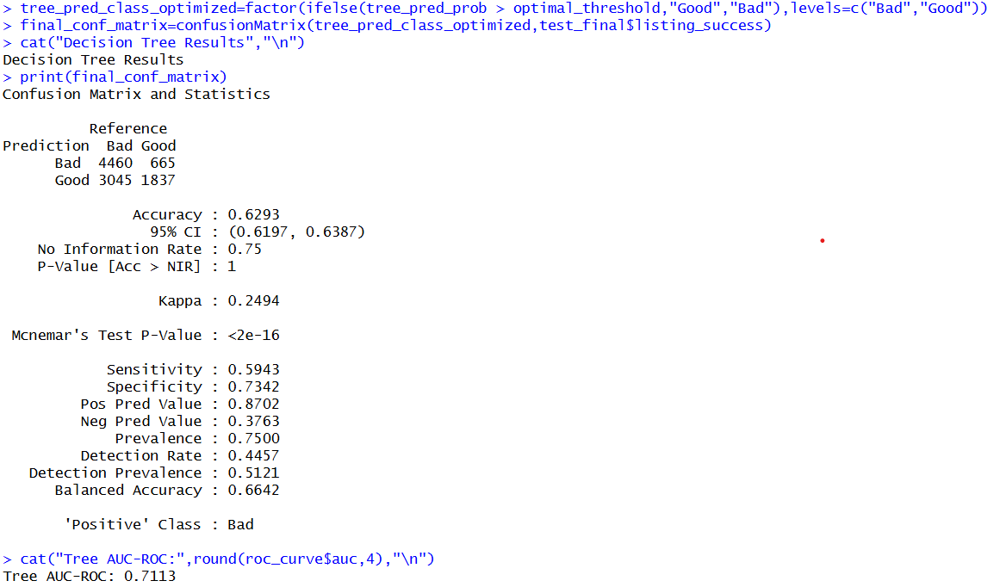 > tree_pred_class_optimized=factor(ifelse(tree_pred_prob > optimal_threshold,"Good","Bad"),levels=c("Bad","Good"))
> final_conf_matrix=confusionMatrix(tree_pred_class_optimized,test_final$listing_success)
> cat("Decision Tree Results","\n")
Decision Tree Results
> print(final_conf_matrix)
Confusion Matrix and Statistics

          Reference
Prediction  Bad Good
      Bad  4460  665
      Good 3045 1837

               Accuracy : 0.6293
                 95% CI : (0.6197, 0.6387)
    No Information Rate : 0.75
    P-Value [Acc > NIR] : 1

                  Kappa : 0.2494

 Mcnemar's Test P-Value : <2e-16

            Sensitivity : 0.5943
            Specificity : 0.7342
         Pos Pred Value : 0.8702
         Neg Pred Value : 0.3763
             Prevalence : 0.7500
         Detection Rate : 0.4457
   Detection Prevalence : 0.5121
      Balanced Accuracy : 0.6642

       'Positive' Class : Bad

> cat("Tree AUC-ROC:",round(roc_curve$auc,4),"\n")
Tree AUC-ROC: 0.7113